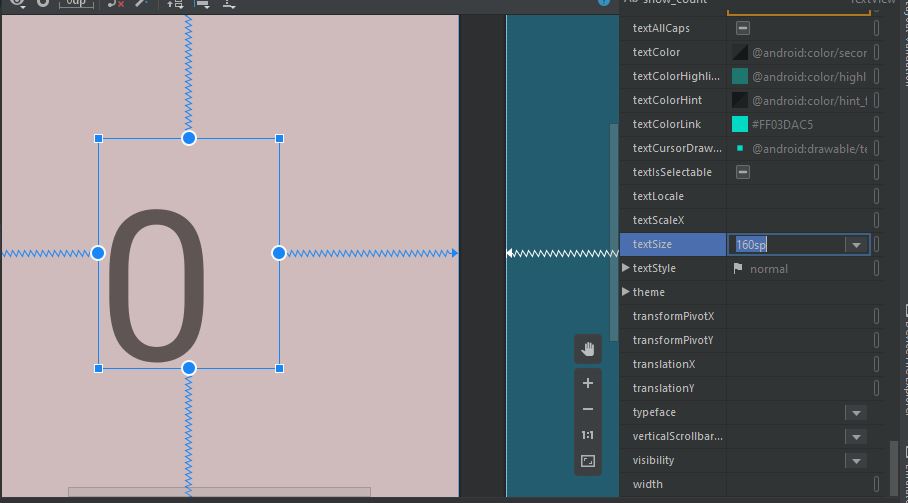 0dp
show_count
TextView
textAllCaps
textColor
@android:color/secor
textColorHighli...
@android:color/highl
textColorHint
@android:color/hint_f
textColorLink
#FF03DAC5
textCursorDraw...
@android:drawable/te
textIsSelectable
textLocale
textScaleX
textSize
160sp
textStyle
normal
theme
transformPivotX
transformPivotY
translationX
translationY
typeface
verticalScrollbar...
visibility
width
0
1:1